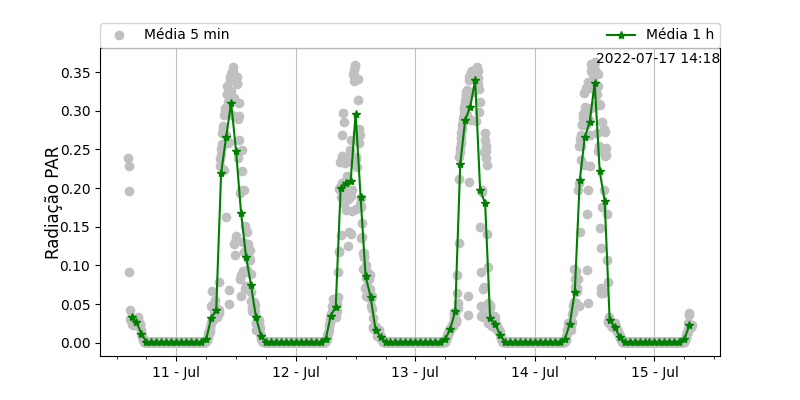 Média 5 min
Média 1 h
2022-07-17 14:18
Radiação PAR
0.35
0.30
0.25
0.20
0.15
0.10
0.05
0.00
11 - Jul
12 - Jul
13 - Jul
14 - Jul
15 - Jul